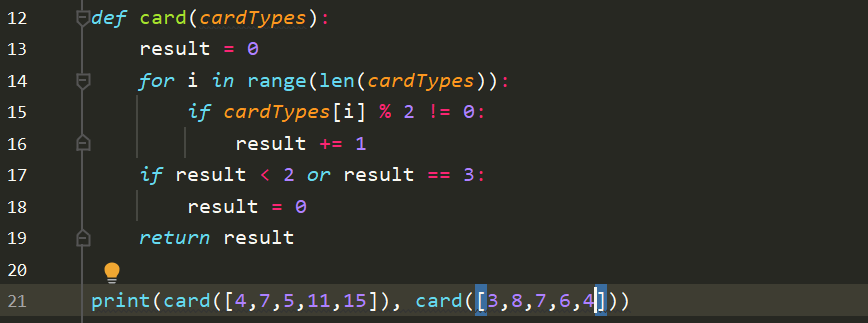 12 def card(cardTypes):
13     result = 0
14     for i in range(len(cardTypes)):
15         if cardTypes[i] % 2 != 0:
16             result += 1
17     if result < 2 or result == 3:
18         result = 0
19     return result
20
21 print(card([4,7,5,11,15]), card([3,8,7,6,4]))